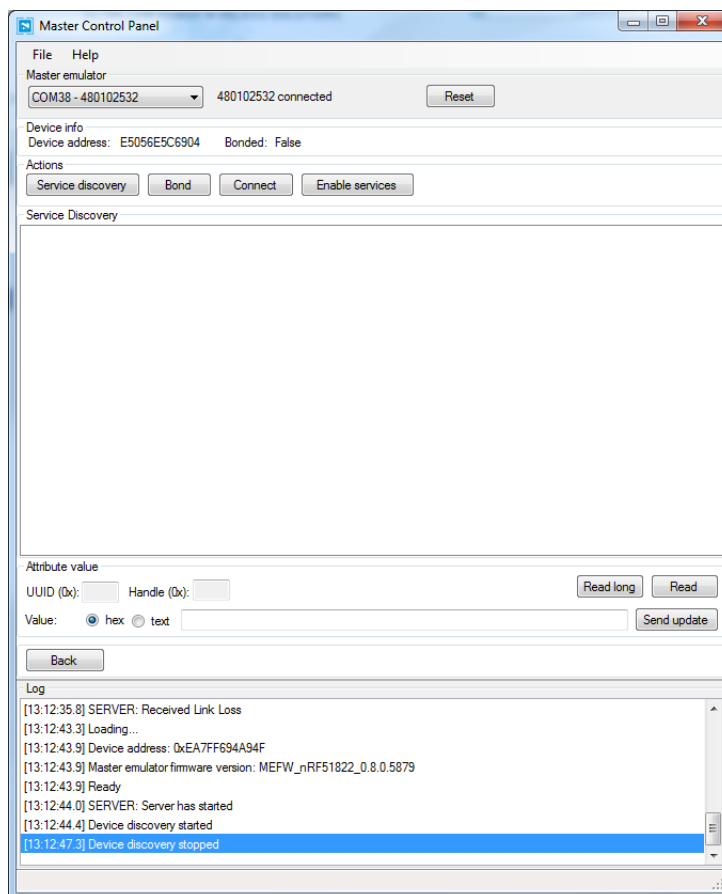 Master Control Panel
File Help
Master emulator
COM38 - 480102532 480102532 connected Reset
Device info
Device address: E5056E5C6904 Bonded: False
Actions
Service discovery Bond Connect Enable services
Service Discovery
Attribute value
UUID (0x): Handle (0x): Read long Read
Value: hex text Send update
Back
Log
[13:12:35.8] SERVER: Received Link Loss
[13:12:43.3] Loading...
[13:12:43.9] Device address: 0xEA7FF694A94F
[13:12:43.9] Master emulator firmware version: MEFW_nRF51822_0.8.0.5879
[13:12:43.9] Ready
[13:12:44.0] SERVER: Server has started
[13:12:44.4] Device discovery started
[13:12:47.3] Device discovery stopped